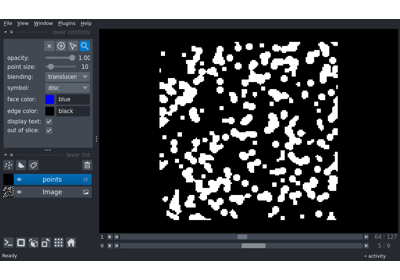 File View Window Plugins Help
layer controls
opacity: 1.00
point size: 10
blending: translucen
symbol: disc
face color: blue
edge color: black
display text:
out of slice:
layer list
points
Image
1 64 127
0 5 9
Ready activity